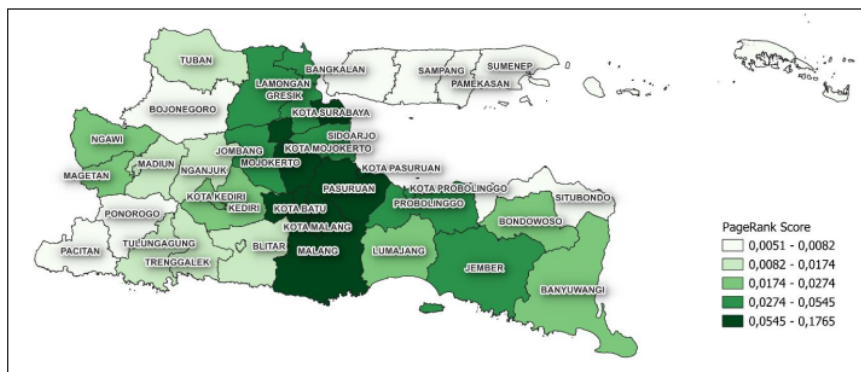 TUBAN
BANGKALAN
SAMPANG
SUMENEP
PAMEKASAN
LAMONGAN
GRESIK
BOJONEGORO
KOTA SURABAYA
NGAWI
SIDOARJO
JOMBANG
KOTA MOJOKERTO
MADIUN
NGANJUK
MOJOKERTO
MAGETAN
KOTA PASURUAN
PASURUAN
KOTA PROBOLINGGO
KOTA KEDIRI
PROBOLINGGO
SITUBONDO
KEDIRI
KOTA BATU
PONOROGO
BONDOWOSO
KOTA MALANG
PACITAN
TULUNGAGUNG
BLITAR
MALANG
LUMAJANG
TRENGGALEK
JEMBER
BANYUWANGI
PageRank Score
0,0051 - 0,0082
0,0082 - 0,0174
0,0174 - 0,0274
0,0274 - 0,0545
0,0545 - 0,1765